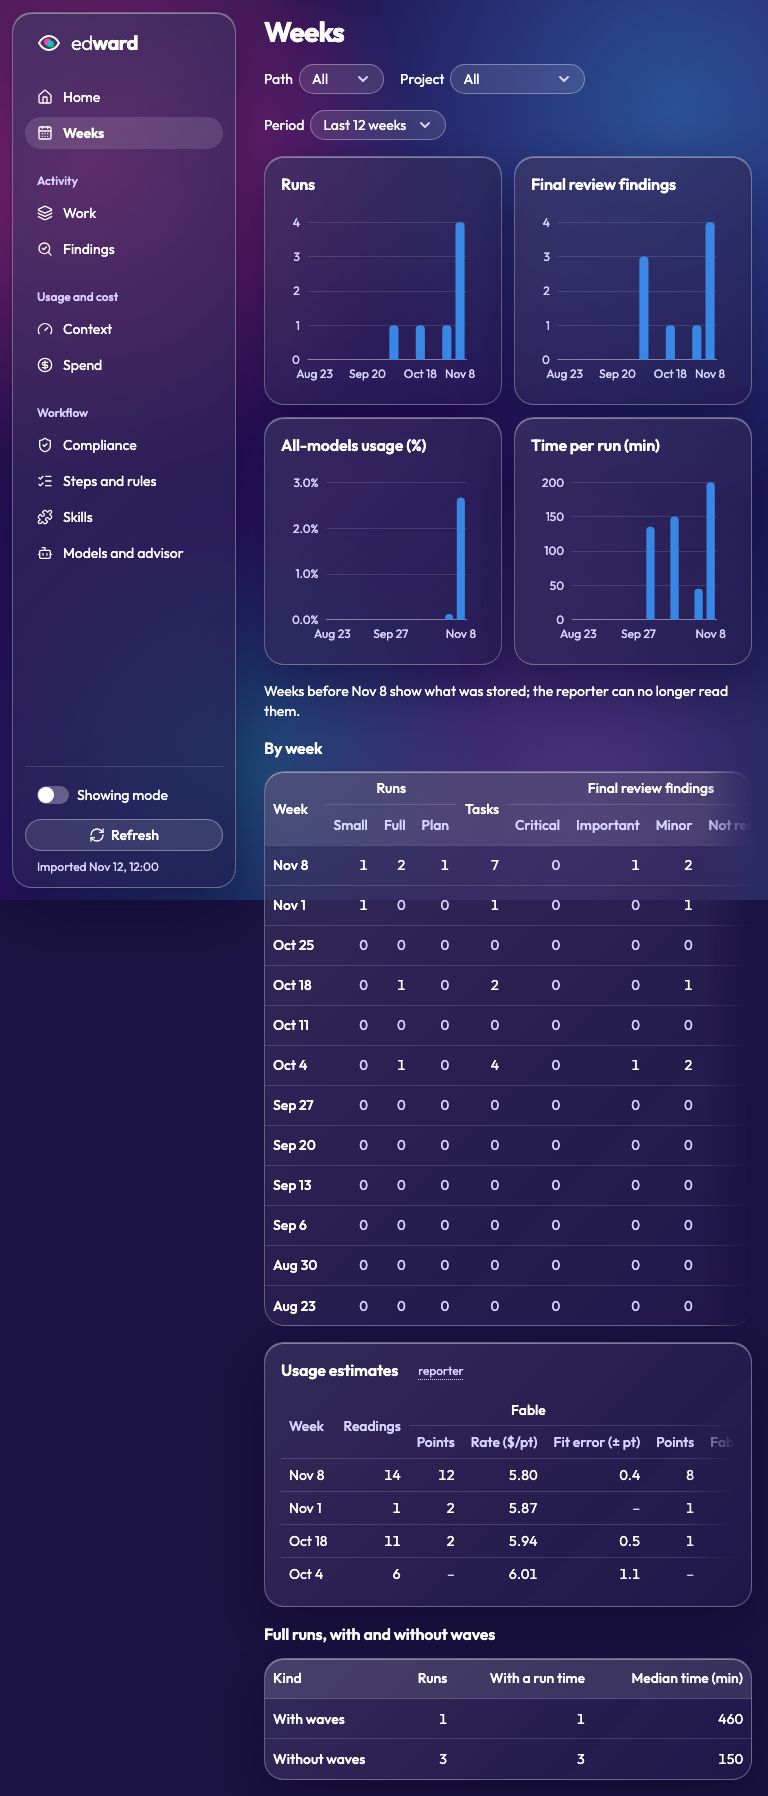 edward
Home
Weeks
Activity
Work
Findings
Usage and cost
Context
Spend
Workflow
Compliance
Steps and rules
Skills
Models and advisor
Showing mode
Refresh
Imported Nov 12, 12:00
Weeks
Path All Project All
Period Last 12 weeks
Runs
4
3
2
1
0
Aug 23 Sep 20 Oct 18 Nov 8
Final review findings
4
3
2
1
0
Aug 23 Sep 20 Oct 18 Nov 8
All-models usage (%)
3.0%
2.0%
1.0%
0.0%
Aug 23 Sep 27 Nov 8
Time per run (min)
200
150
100
50
0
Aug 23 Sep 27 Nov 8
Weeks before Nov 8 show what was stored; the reporter can no longer read
them.
By week
Runs Final review findings
Week Tasks
Small Full Plan Critical Important Minor Not
Nov 8 1 2 1 7 0 1 2
Nov 1 1 0 0 1 0 0 1
Oct 25 0 0 0 0 0 0 0
Oct 18 0 1 0 2 0 0 1
Oct 11 0 0 0 0 0 0 0
Oct 4 0 1 0 4 0 1 2
Sep 27 0 0 0 0 0 0 0
Sep 20 0 0 0 0 0 0 0
Sep 13 0 0 0 0 0 0 0
Sep 6 0 0 0 0 0 0 0
Aug 30 0 0 0 0 0 0 0
Aug 23 0 0 0 0 0 0 0
Usage estimates reporter
Fable
Week Readings
Points Rate ($/pt) Fit error (± pt) Points
Nov 8 14 12 5.80 0.4 8
Nov 1 1 2 5.87 – 1
Oct 18 11 2 5.94 0.5 1
Oct 4 6 – 6.01 1.1 –
Full runs, with and without waves
Kind Runs With a run time Median time (min)
With waves 1 1 460
Without waves 3 3 150